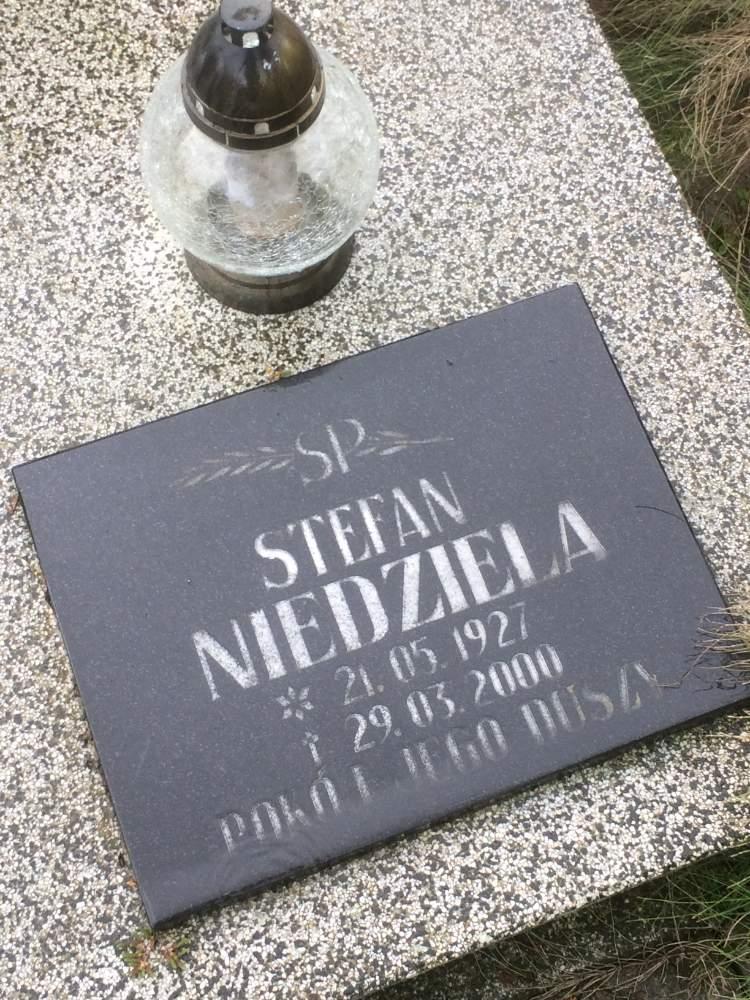 SP.
STEFAN
NIEDZIELA
* 21. 05. 1927
† 29. 03. 2000
POKÓJ JEGO DUSZY